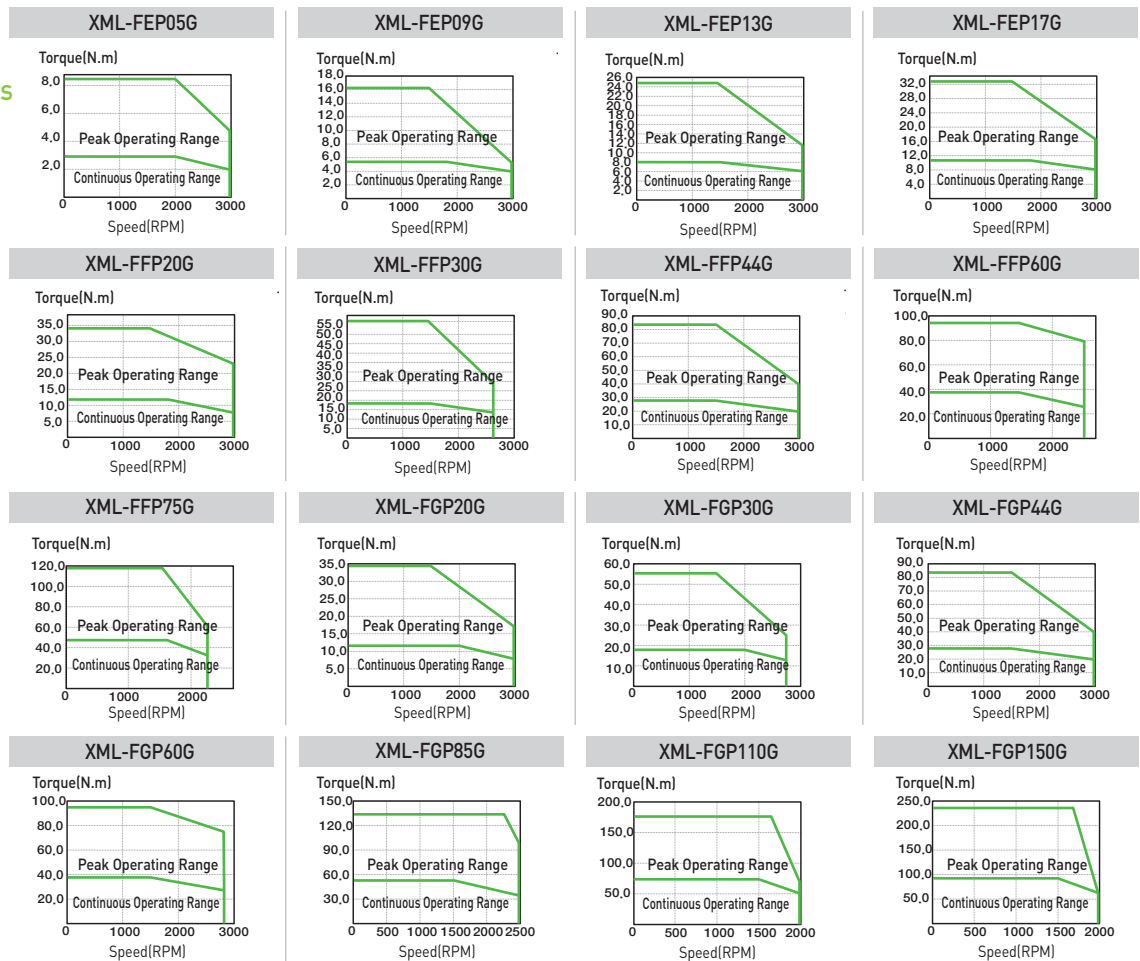 s
XML-FEP05G
Torque(N.m)
8,0
6,0
4,0
2,0
Peak Operating Range
Continuous Operating Range
0 1000 2000 3000
Speed(RPM)
XML-FEP09G
Torque(N.m)
18,0
16,0
14,0
12,0
10,0
8,0
6,0
4,0
2,0
Peak Operating Range
Continuous Operating Range
0 1000 2000 3000
Speed(RPM)
XML-FEP13G
Torque(N.m)
26,0
24,0
22,0
20,0
18,0
16,0
14,0
12,0
10,0
8,0
6,0
4,0
2,0
Peak Operating Range
Continuous Operating Range
0 1000 2000 3000
Speed(RPM)
XML-FEP17G
Torque(N.m)
32,0
28,0
24,0
20,0
16,0
12,0
8,0
4,0
Peak Operating Range
Continuous Operating Range
0 1000 2000 3000
Speed(RPM)
XML-FFP20G
Torque(N.m)
35,0
30,0
25,0
20,0
15,0
10,0
5,0
Peak Operating Range
Continuous Operating Range
0 1000 2000 3000
Speed(RPM)
XML-FFP30G
Torque(N.m)
55,0
50,0
45,0
40,0
35,0
30,0
25,0
20,0
15,0
10,0
5,0
Peak Operating Range
Continuous Operating Range
0 1000 2000 3000
Speed(RPM)
XML-FFP44G
Torque(N.m)
90,0
80,0
70,0
60,0
50,0
40,0
30,0
20,0
10,0
Peak Operating Range
Continuous Operating Range
0 1000 2000 3000
Speed(RPM)
XML-FFP60G
Torque(N.m)
100,0
80,0
60,0
40,0
20,0
Peak Operating Range
Continuous Operating Range
0 1000 2000
Speed(RPM)
XML-FFP75G
Torque(N.m)
120,0
100,0
80,0
60,0
40,0
20,0
Peak Operating Range
Continuous Operating Range
0 1000 2000
Speed(RPM)
XML-FGP20G
Torque(N.m)
35,0
30,0
25,0
20,0
15,0
10,0
5,0
Peak Operating Range
Continuous Operating Range
0 1000 2000 3000
Speed(RPM)
XML-FGP30G
Torque(N.m)
60,0
50,0
40,0
30,0
20,0
10,0
Peak Operating Range
Continuous Operating Range
0 1000 2000 3000
Speed(RPM)
XML-FGP44G
Torque(N.m)
90,0
80,0
70,0
60,0
50,0
40,0
30,0
20,0
10,0
Peak Operating Range
Continuous Operating Range
0 1000 2000 3000
Speed(RPM)
XML-FGP60G
Torque(N.m)
100,0
80,0
60,0
40,0
20,0
Peak Operating Range
Continuous Operating Range
0 1000 2000 3000
Speed(RPM)
XML-FGP85G
Torque(N.m)
150,0
120,0
90,0
60,0
30,0
Peak Operating Range
Continuous Operating Range
0 500 1000 1500 2000 2500
Speed(RPM)
XML-FGP110G
Torque(N.m)
200,0
150,0
100,0
50,0
Peak Operating Range
Continuous Operating Range
0 500 1000 1500 2000
Speed(RPM)
XML-FGP150G
Torque(N.m)
250,0
200,0
150,0
100,0
50,0
Peak Operating Range
Continuous Operating Range
0 500 1000 1500 2000
Speed(RPM)